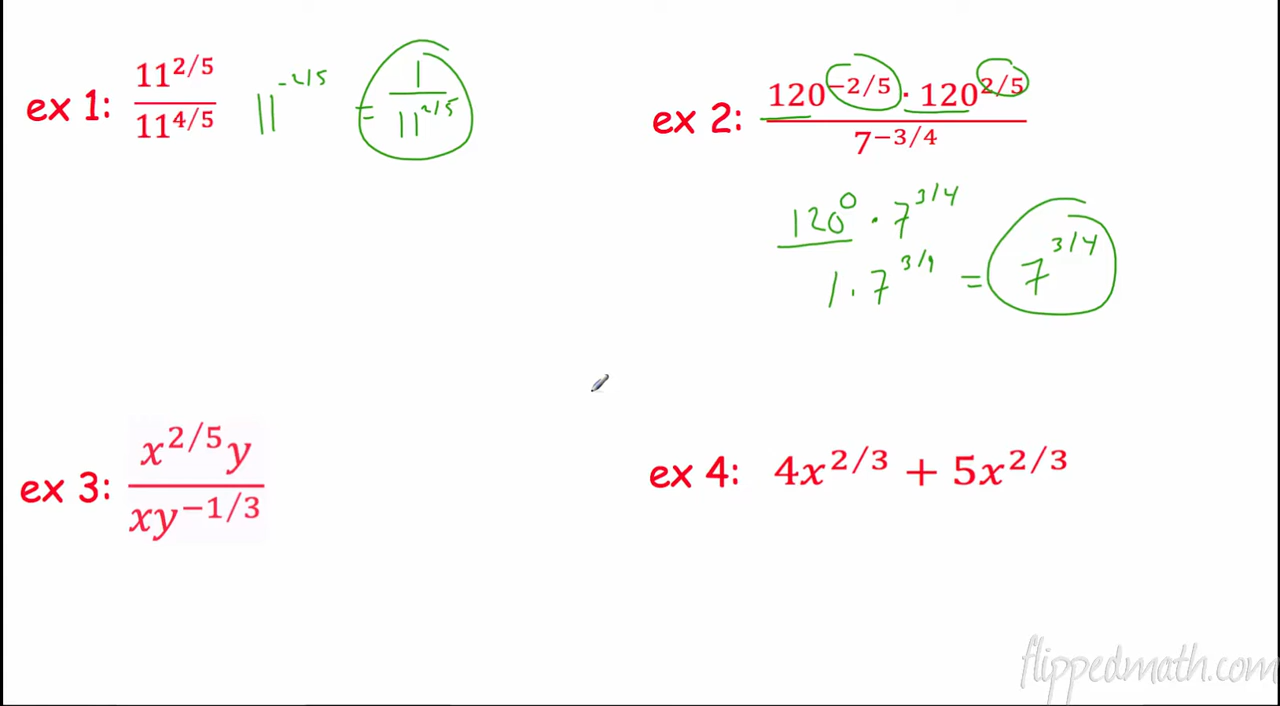 ex 1: 11^{2/5} / 11^{4/5} 11^{-2/5} = 1 / 11^{2/5}
ex 2: 120^{-2/5} · 120^{2/5} / 7^{-3/4}
120^0 · 7^{3/4}
1 · 7^{3/4} = 7^{3/4}
ex 3: x^{2/5}y / xy^{-1/3}
ex 4: 4x^{2/3} + 5x^{2/3}
flippedmath.com